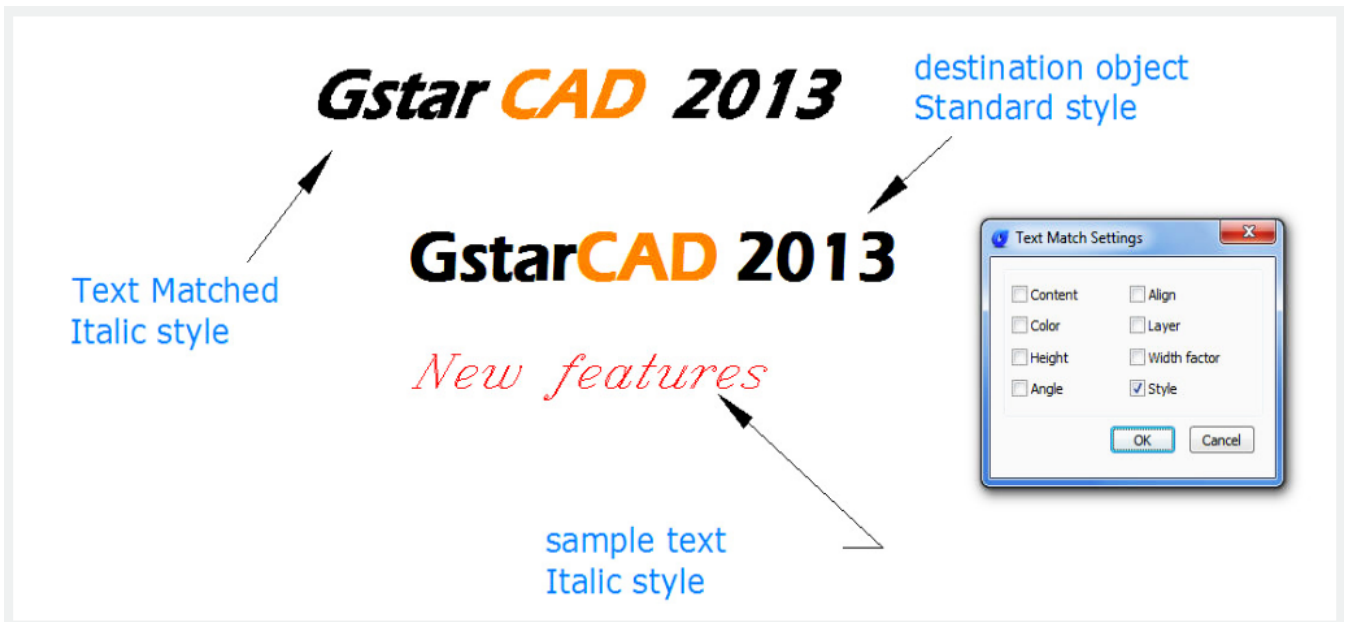 Gstar CAD 2013
destination object
Standard style
GstarCAD 2013
Text Matched
Italic style
New features
sample text
Italic style
Text Match Settings
Content
Align
Color
Layer
Height
Width factor
Angle
Style
OK
Cancel